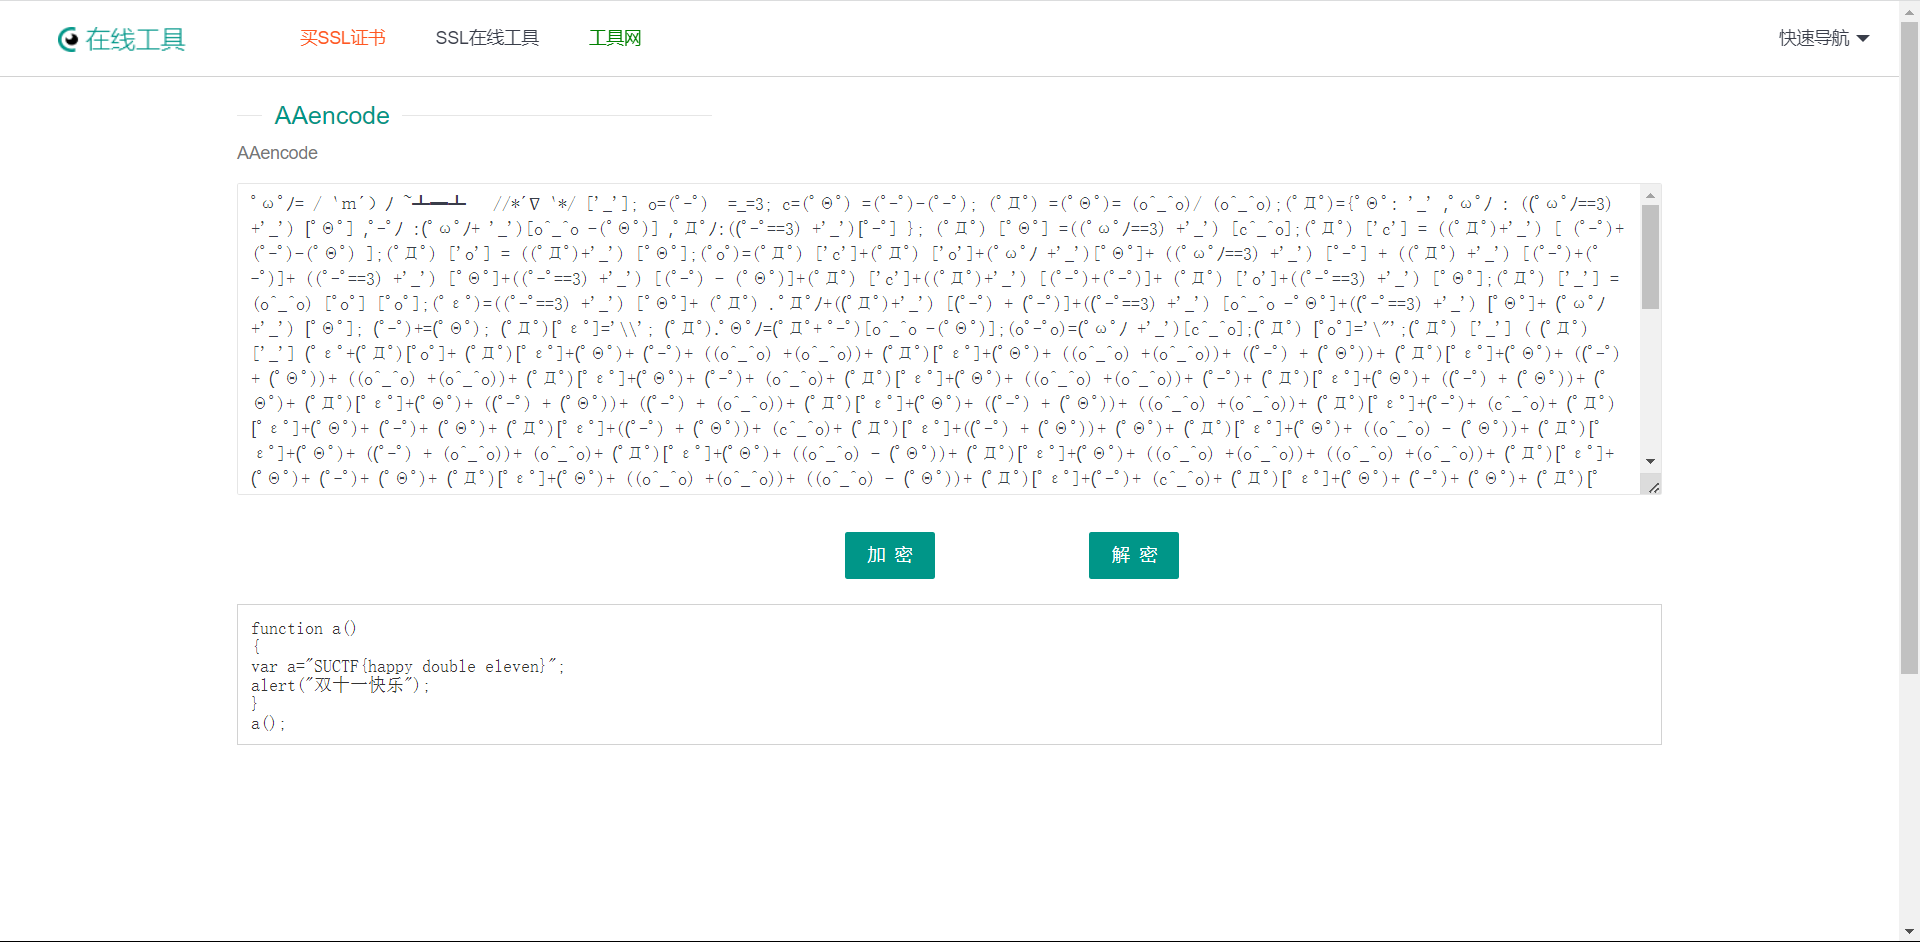 在线工具
买SSL证书
SSL在线工具
工具网
快速导航
AAencode
AAencode
ﾟωﾟﾉ= /｀ｍ´）ﾉ ~┻━┻   //*´∇｀*/ ['_']; o=(ﾟｰﾟ)  =_=3; c=(ﾟΘﾟ) =(ﾟｰﾟ)-(ﾟｰﾟ); (ﾟДﾟ) =(ﾟΘﾟ)= (o^_^o)/ (o^_^o);(ﾟДﾟ)={ﾟΘﾟ: '_' ,ﾟωﾟﾉ : ((ﾟωﾟﾉ==3)
+'_') [ﾟΘﾟ] ,ﾟｰﾟﾉ :(ﾟωﾟﾉ+ '_')[o^_^o -(ﾟΘﾟ)] ,ﾟДﾟﾉ:((ﾟｰﾟ==3) +'_')[ﾟｰﾟ] }; (ﾟДﾟ) [ﾟΘﾟ] =((ﾟωﾟﾉ==3) +'_') [c^_^o];(ﾟДﾟ) ['c'] = ((ﾟДﾟ)+'_') [ (ﾟｰﾟ)+
(ﾟｰﾟ)-(ﾟΘﾟ) ];(ﾟДﾟ) ['o'] = ((ﾟДﾟ)+'_') [ﾟΘﾟ];(ﾟoﾟ)=(ﾟДﾟ) ['c']+(ﾟДﾟ) ['o']+(ﾟωﾟﾉ +'_')[ﾟΘﾟ]+ ((ﾟωﾟﾉ==3) +'_') [ﾟｰﾟ] + ((ﾟДﾟ) +'_') [(ﾟｰﾟ)+(ﾟ
ｰﾟ)]+ ((ﾟｰﾟ==3) +'_') [ﾟΘﾟ]+((ﾟｰﾟ==3) +'_') [(ﾟｰﾟ) - (ﾟΘﾟ)]+(ﾟДﾟ) ['c']+((ﾟДﾟ)+'_') [(ﾟｰﾟ)+(ﾟｰﾟ)]+ (ﾟДﾟ) ['o']+((ﾟｰﾟ==3) +'_') [ﾟΘﾟ];(ﾟДﾟ) ['_'] =
(o^_^o) [ﾟoﾟ] [ﾟoﾟ];(ﾟεﾟ)=((ﾟｰﾟ==3) +'_') [ﾟΘﾟ]+ (ﾟДﾟ) .ﾟДﾟﾉ+((ﾟДﾟ)+'_') [(ﾟｰﾟ) + (ﾟｰﾟ)]+((ﾟｰﾟ==3) +'_') [o^_^o -ﾟΘﾟ]+((ﾟｰﾟ==3) +'_') [ﾟΘﾟ]+ (ﾟωﾟﾉ
+'_') [ﾟΘﾟ]; (ﾟｰﾟ)+=(ﾟΘﾟ); (ﾟДﾟ)[ﾟεﾟ]='\\'; (ﾟДﾟ).ﾟΘﾟﾉ=(ﾟДﾟ+ ﾟｰﾟ)[o^_^o -(ﾟΘﾟ)];(oﾟｰﾟo)=(ﾟωﾟﾉ +'_')[c^_^o];(ﾟДﾟ) [ﾟoﾟ]='\"';(ﾟДﾟ) ['_'] ( (ﾟДﾟ)
['_'] (ﾟεﾟ+(ﾟДﾟ)[ﾟoﾟ]+ (ﾟДﾟ)[ﾟεﾟ]+(ﾟΘﾟ)+ (ﾟｰﾟ)+ ((o^_^o) +(o^_^o))+ (ﾟДﾟ)[ﾟεﾟ]+(ﾟΘﾟ)+ ((o^_^o) +(o^_^o))+ ((ﾟｰﾟ) + (ﾟΘﾟ))+ (ﾟДﾟ)[ﾟεﾟ]+(ﾟΘﾟ)+ ((ﾟｰﾟ)
+ (ﾟΘﾟ))+ ((o^_^o) +(o^_^o))+ (ﾟДﾟ)[ﾟεﾟ]+(ﾟΘﾟ)+ (ﾟｰﾟ)+ (o^_^o)+ (ﾟДﾟ)[ﾟεﾟ]+(ﾟΘﾟ)+ ((o^_^o) +(o^_^o))+ (ﾟｰﾟ)+ (ﾟДﾟ)[ﾟεﾟ]+(ﾟΘﾟ)+ ((ﾟｰﾟ) + (ﾟΘﾟ))+ (ﾟ
Θﾟ)+ (ﾟДﾟ)[ﾟεﾟ]+(ﾟΘﾟ)+ ((ﾟｰﾟ) + (ﾟΘﾟ))+ ((ﾟｰﾟ) + (o^_^o))+ (ﾟДﾟ)[ﾟεﾟ]+(ﾟΘﾟ)+ ((ﾟｰﾟ) + (ﾟΘﾟ))+ ((o^_^o) +(o^_^o))+ (ﾟДﾟ)[ﾟεﾟ]+(ﾟｰﾟ)+ (c^_^o)+ (ﾟДﾟ)
[ﾟεﾟ]+(ﾟΘﾟ)+ (ﾟｰﾟ)+ (ﾟΘﾟ)+ (ﾟДﾟ)[ﾟεﾟ]+((ﾟｰﾟ) + (ﾟΘﾟ))+ (c^_^o)+ (ﾟДﾟ)[ﾟεﾟ]+((ﾟｰﾟ) + (ﾟΘﾟ))+ (ﾟΘﾟ)+ (ﾟДﾟ)[ﾟεﾟ]+(ﾟΘﾟ)+ ((o^_^o) - (ﾟΘﾟ))+ (ﾟДﾟ)[ﾟ
εﾟ]+(ﾟΘﾟ)+ ((ﾟｰﾟ) + (o^_^o))+ (o^_^o)+ (ﾟДﾟ)[ﾟεﾟ]+(ﾟΘﾟ)+ ((o^_^o) - (ﾟΘﾟ))+ (ﾟДﾟ)[ﾟεﾟ]+(ﾟΘﾟ)+ ((o^_^o) +(o^_^o))+ ((o^_^o) +(o^_^o))+ (ﾟДﾟ)[ﾟεﾟ]+
(ﾟΘﾟ)+ (ﾟｰﾟ)+ (ﾟΘﾟ)+ (ﾟДﾟ)[ﾟεﾟ]+(ﾟΘﾟ)+ ((o^_^o) +(o^_^o))+ ((o^_^o) - (ﾟΘﾟ))+ (ﾟДﾟ)[ﾟεﾟ]+(ﾟｰﾟ)+ (c^_^o)+ (ﾟДﾟ)[ﾟεﾟ]+(ﾟΘﾟ)+ (ﾟｰﾟ)+ (ﾟΘﾟ)+ (ﾟДﾟ)[ﾟ
加 密
解 密
function a()
{
var a="SUCTF{happy double eleven}";
alert("双十一快乐");
}
a();